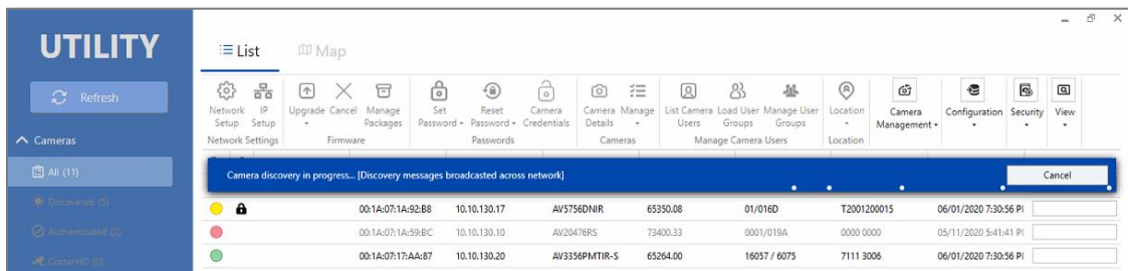 UTILITY
List
Map
Refresh
Network Setup
IP Setup
Network Settings
Upgrade
Cancel
Manage Packages
Firmware
Set Password
Reset Password
Camera Credentials
Passwords
Camera Details
Manage
Cameras
List Camera Users
Load User Groups
Manage User Groups
Manage Camera Users
Location
Location
Camera Management
Configuration
Security
View
Cameras
All (11)
Discovered (5)
Authenticated (2)
CostarHD (0)
Camera discovery in progress... [Discovery messages broadcasted across network]
Cancel
00:1A:07:1A:92:B8 10.10.130.17 AV5756DNIR 65350.08 01/016D T2001200015 06/01/2020 7:30:56 PI
00:1A:07:1A:59:BC 10.10.130.10 AV20476RS 73400.33 0001/019A 0000 0000 05/11/2020 5:41:41 PI
00:1A:07:17:AA:87 10.10.130.20 AV3356PMTIR-S 65264.00 16057 / 6075 7111 3006 06/01/2020 7:30:56 PI